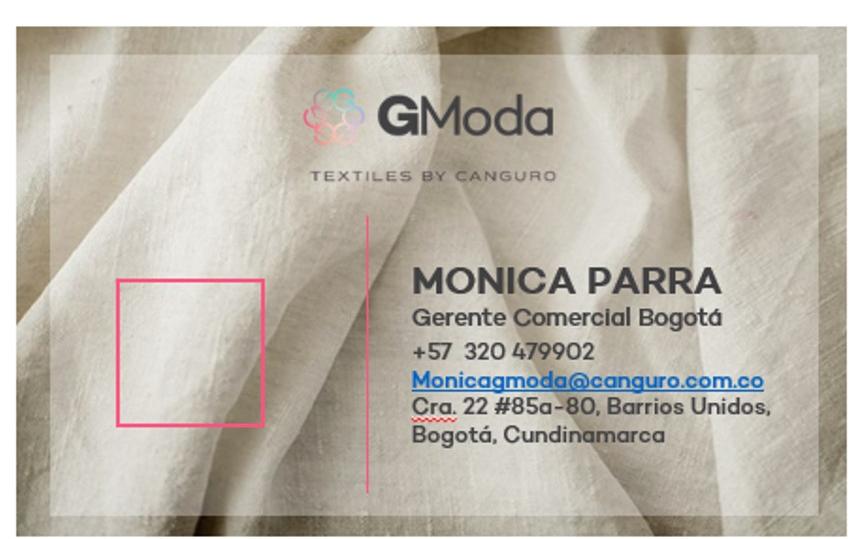 GModa
TEXTILES BY CANGURO
MONICA PARRA
Gerente Comercial Bogotá
+57 320 479902
Monicagmoda@canguro.com.co
Cra. 22 #85a-80, Barrios Unidos,
Bogotá, Cundinamarca